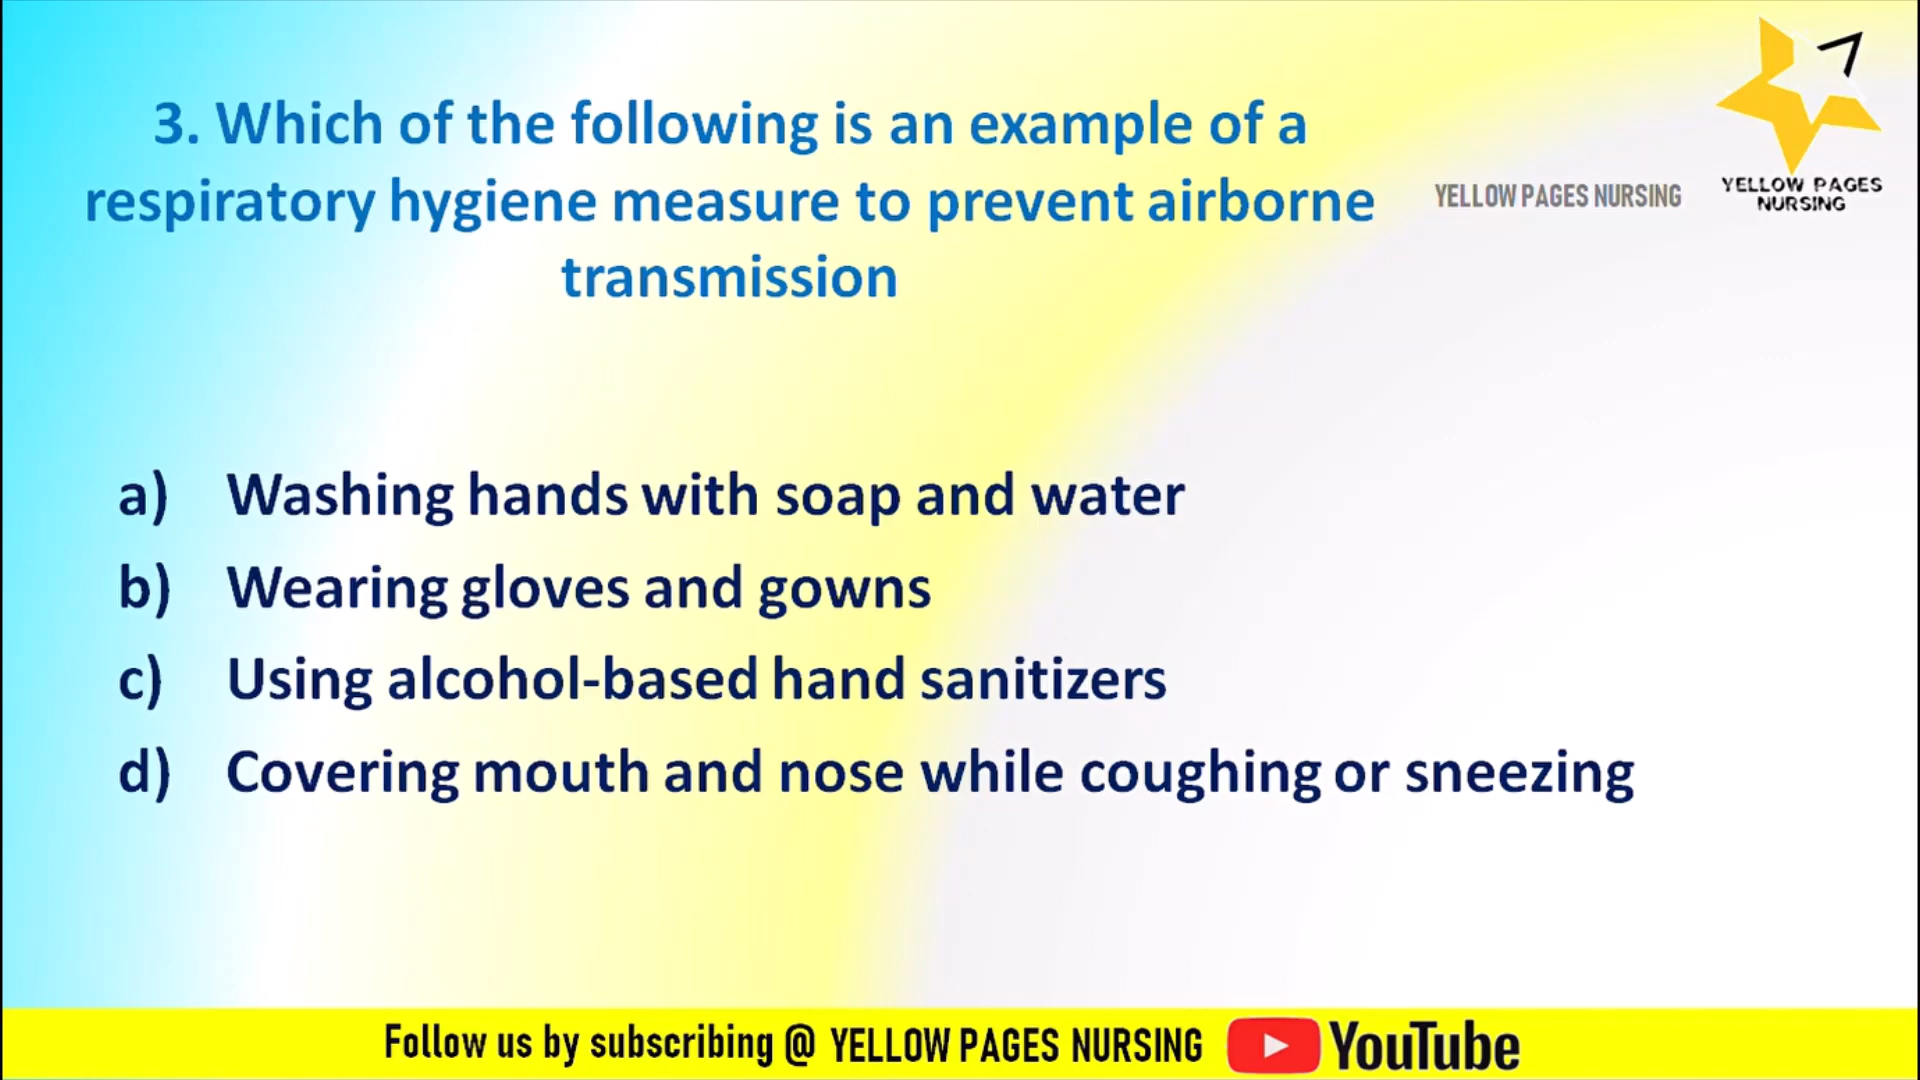 3. Which of the following is an example of a
respiratory hygiene measure to prevent airborne
transmission
YELLOW PAGES NURSING
YELLOW PAGES
NURSING
a) Washing hands with soap and water
b) Wearing gloves and gowns
c) Using alcohol-based hand sanitizers
d) Covering mouth and nose while coughing or sneezing
Follow us by subscribing @ YELLOW PAGES NURSING YouTube